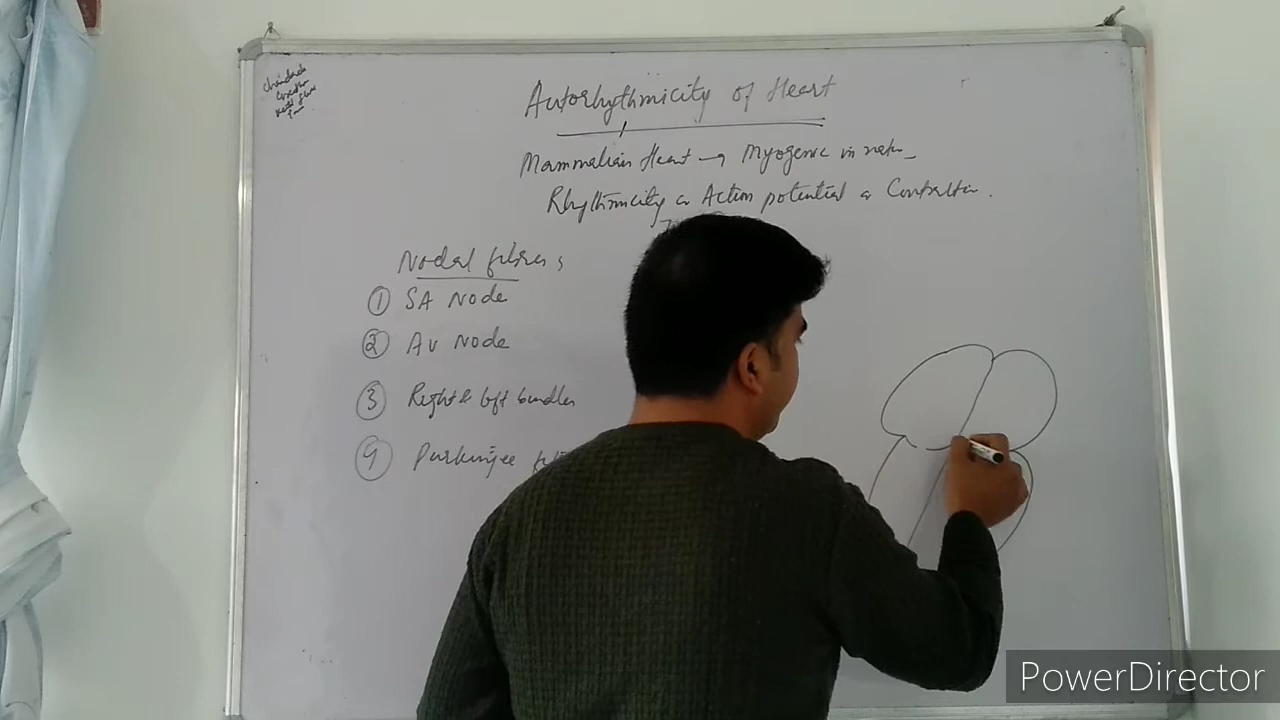 Autorhythmicity of Heart
Mammalian Heart → Myogenic in natu
Rhythmicity a Action potential a Contraction.
Nodal fibres
① SA Node
② AV Node
③ Right & left bundles
④ Purkinjee
PowerDirector